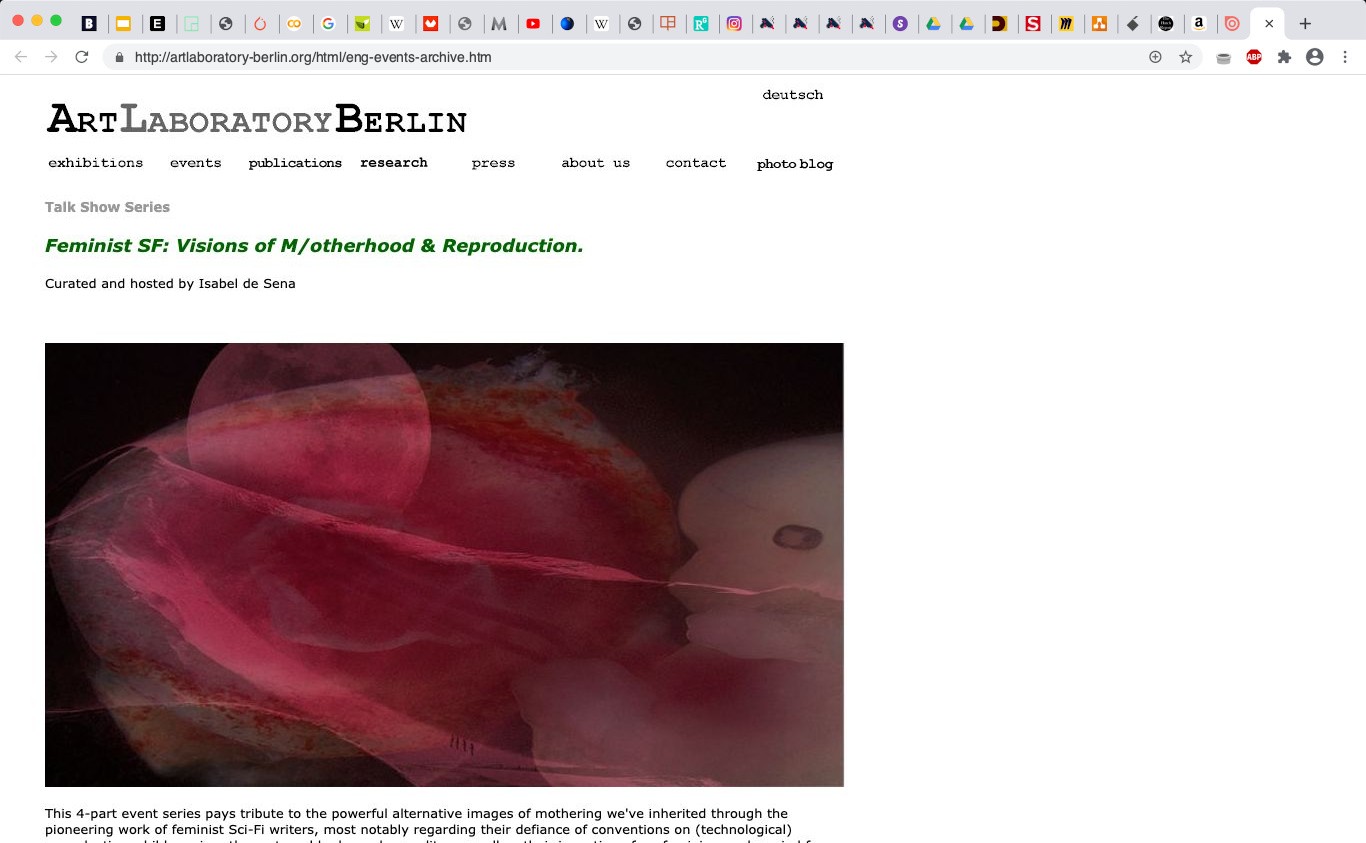 http://artlaboratory-berlin.org/html/eng-events-archive.htm
ABP
deutsch
ARTLABORATORYBERLIN
exhibitions events publications research press about us contact photo blog
Talk Show Series
Feminist SF: Visions of M/otherhood & Reproduction.
Curated and hosted by Isabel de Sena
This 4-part event series pays tribute to the powerful alternative images of mothering we've inherited through the
pioneering work of feminist Sci-Fi writers, most notably regarding their defiance of conventions on (technological)